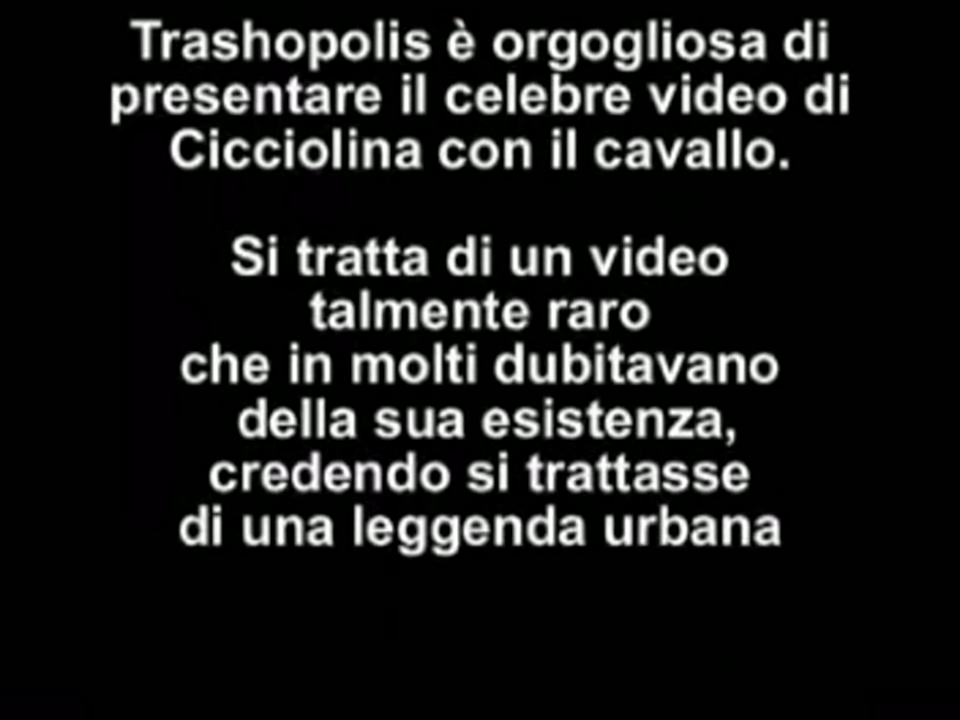 Trashopolis è orgogliosa di
presentare il celebre video di
Cicciolina con il cavallo.
Si tratta di un video
talmente raro
che in molti dubitavano
della sua esistenza,
credendo si trattasse
di una leggenda urbana